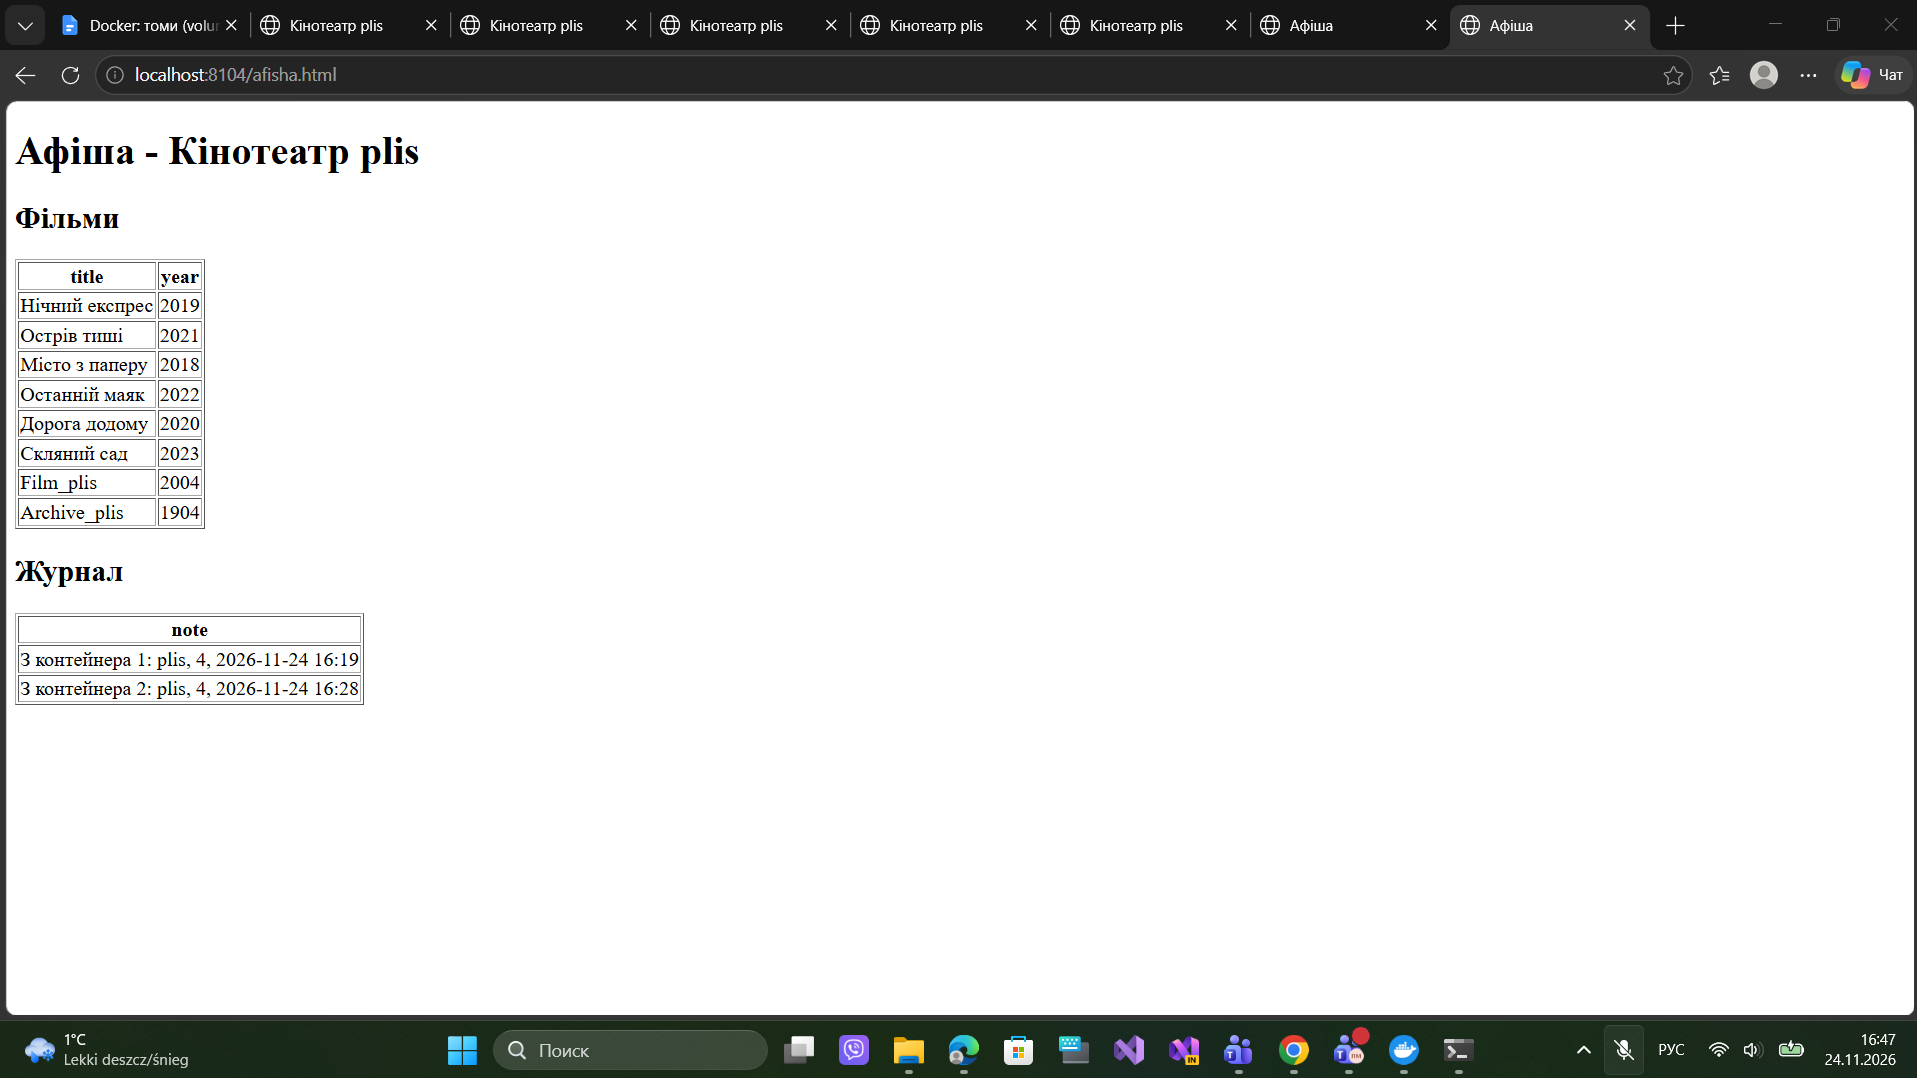 Docker: томи (volu
Кінотеатр plis
Кінотеатр plis
Кінотеатр plis
Кінотеатр plis
Кінотеатр plis
Афіша
Афіша
localhost:8104/afisha.html
Чат
Афіша - Кінотеатр plis
Фільми
title year
Нічний експрес 2019
Острів тиші 2021
Місто з паперу 2018
Останній маяк 2022
Дорога додому 2020
Скляний сад 2023
Film_plis 2004
Archive_plis 1904
Журнал
note
З контейнера 1: plis, 4, 2026-11-24 16:19
З контейнера 2: plis, 4, 2026-11-24 16:28
1°C
Lekki deszcz/śnieg
Поиск
IN
T
T
ПМ
РУС
16:47
24.11.2026